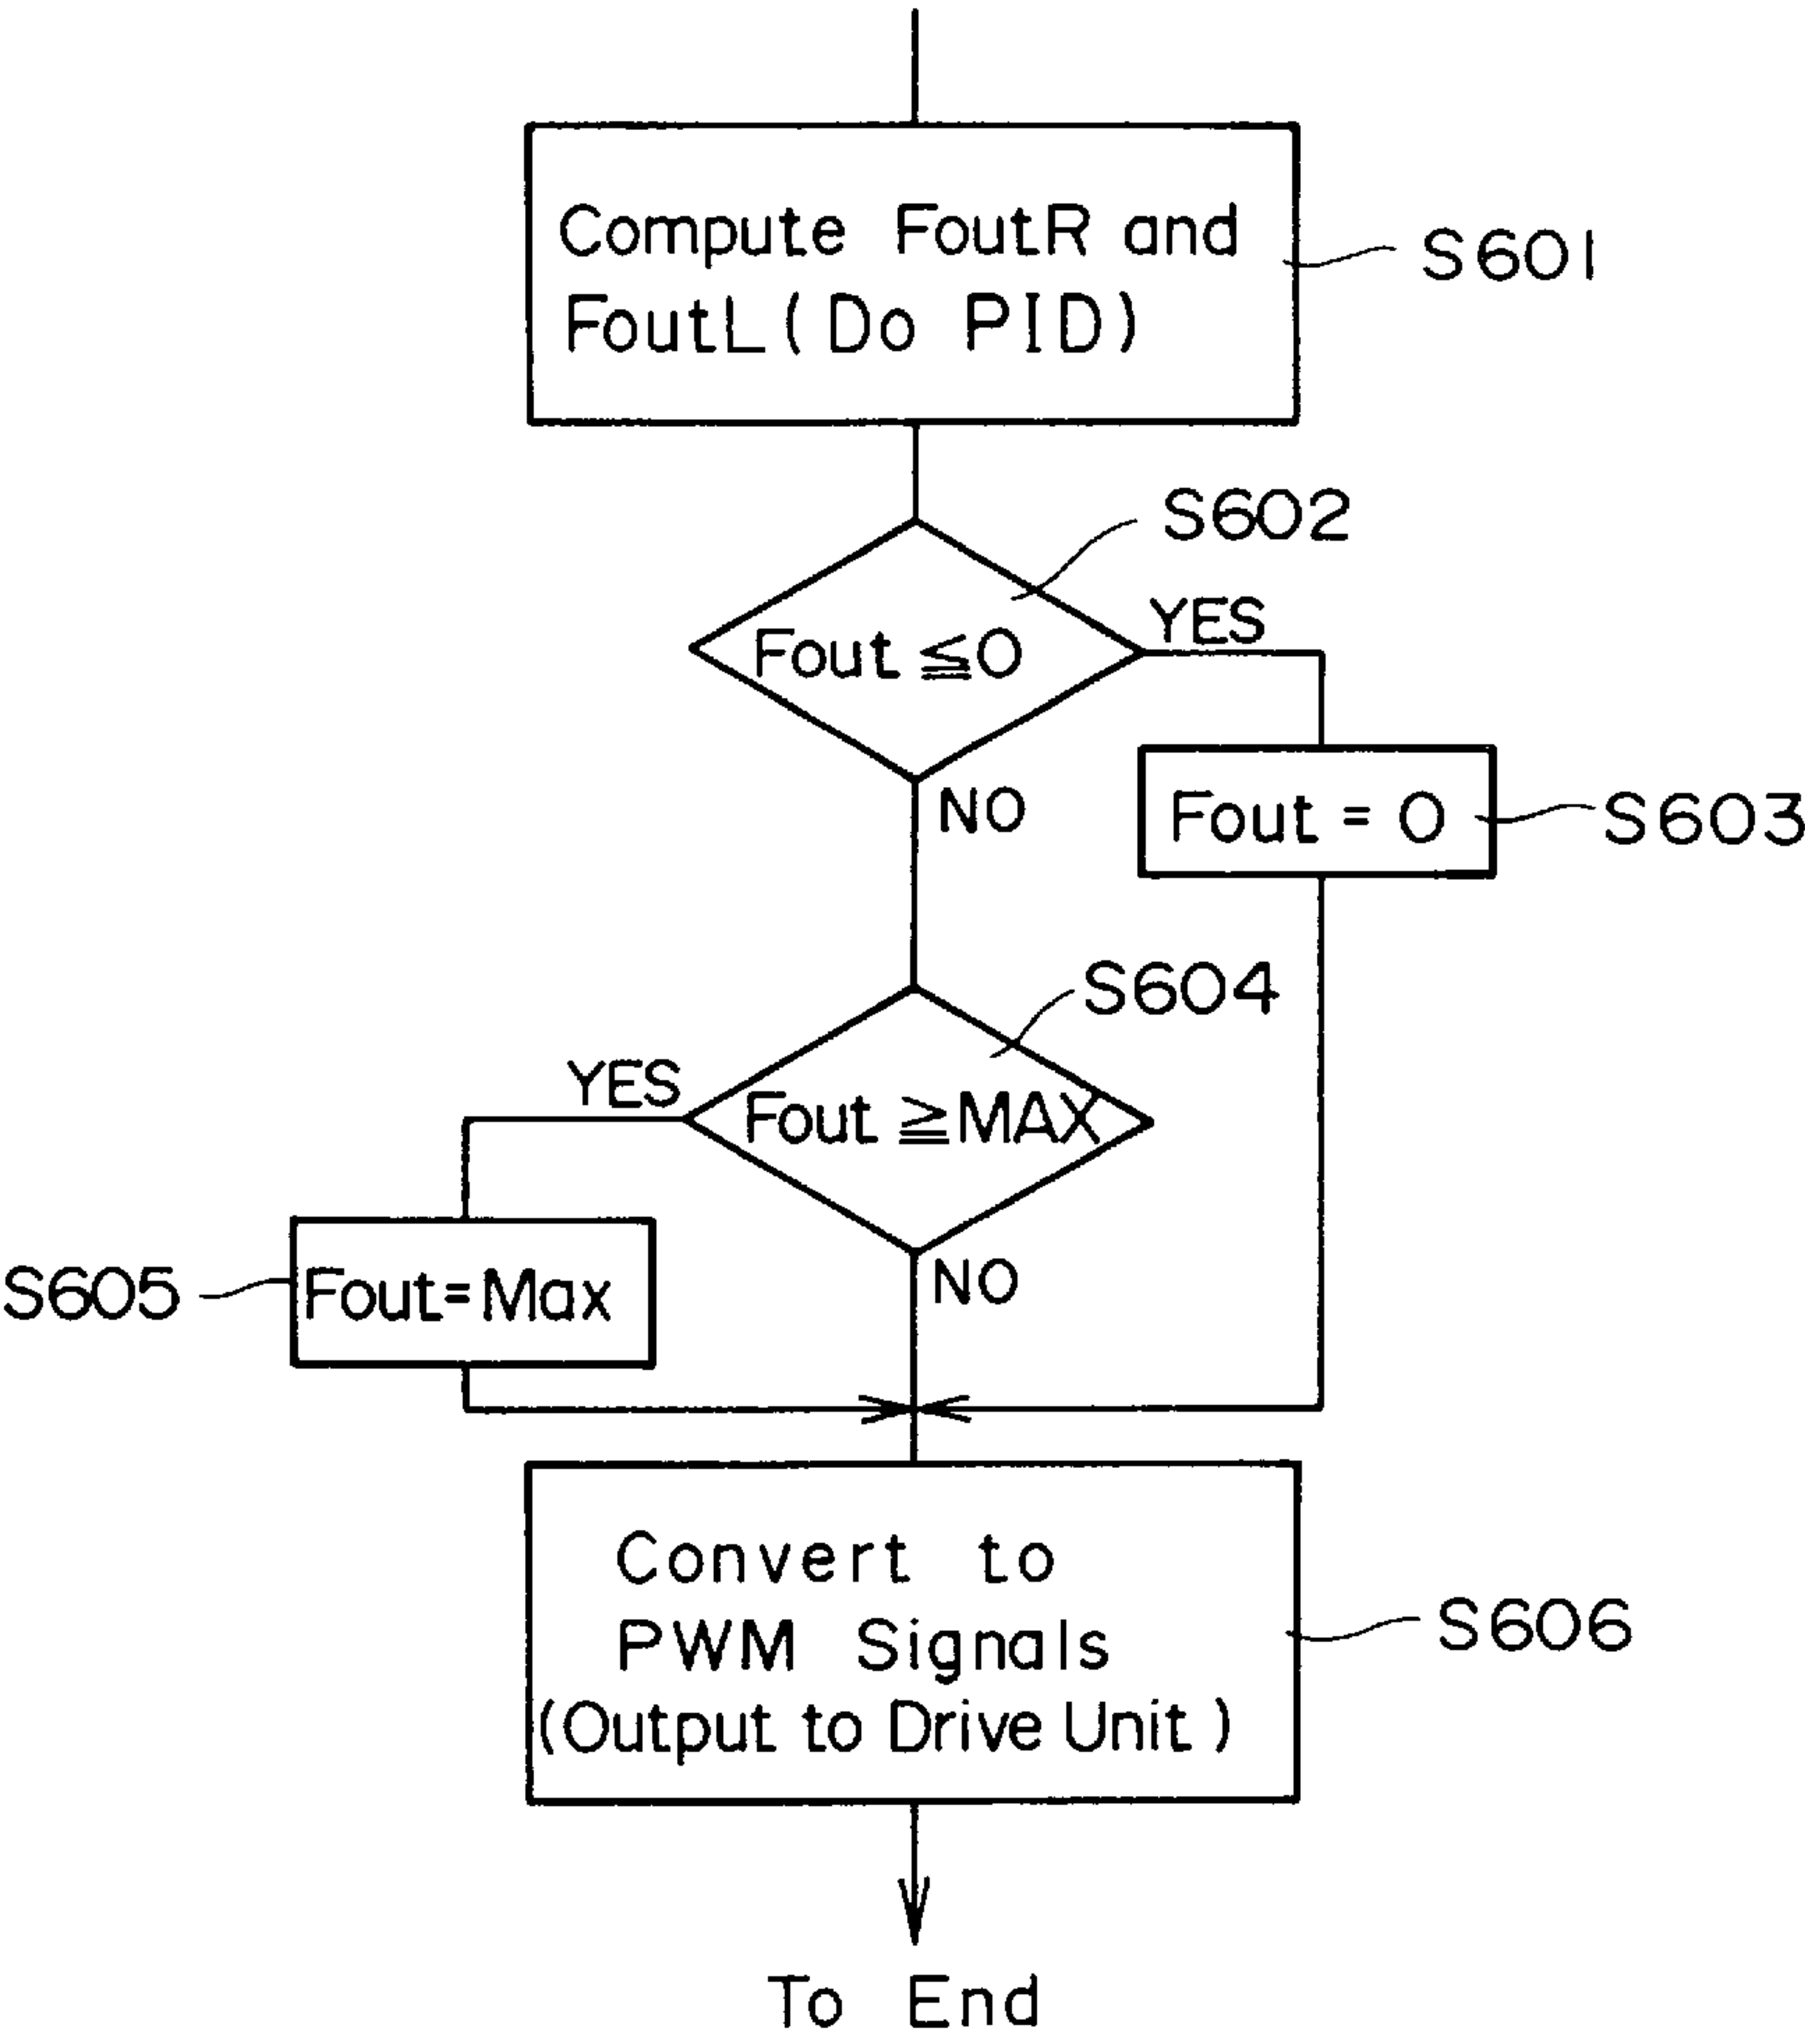 Compute FoutR and
FoutL (Do PID)
S601
S602
Fout ≦ 0
YES
NO
Fout = 0
S603
S604
YES
Fout ≧ MAX
NO
S605
Fout=Max
Convert to
PWM Signals
(Output to Drive Unit)
S606
To End